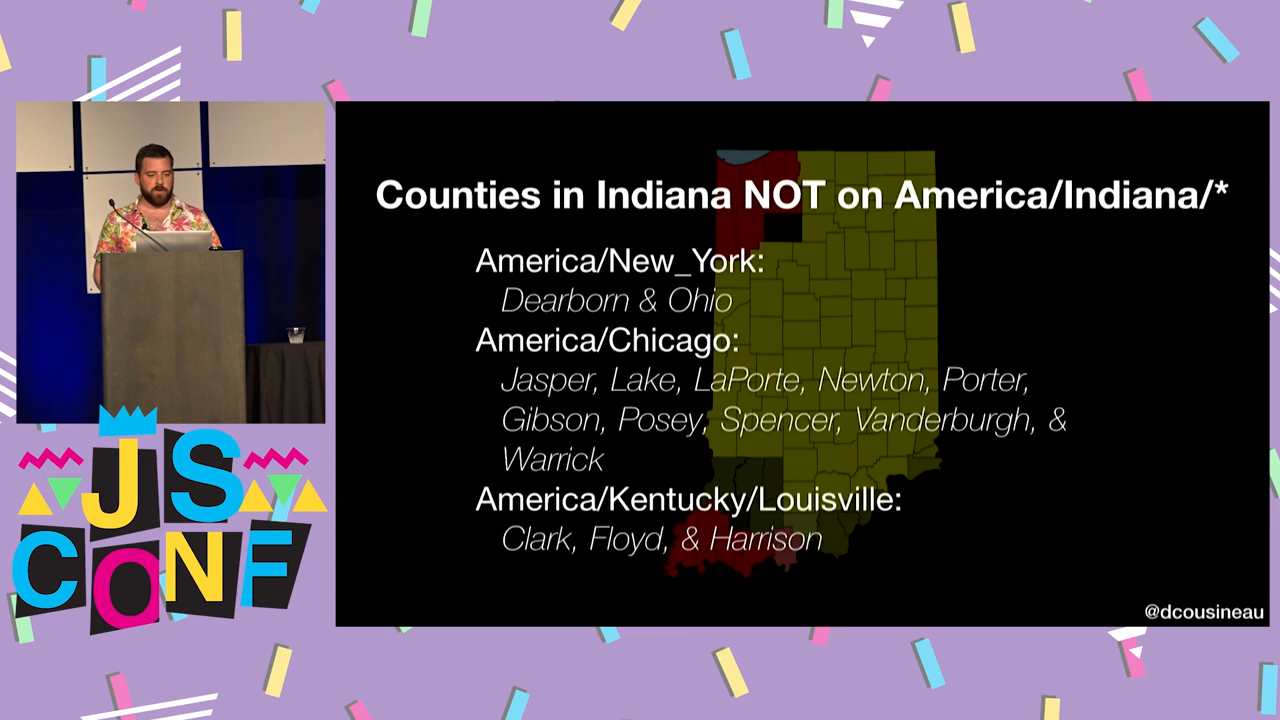 Counties in Indiana NOT on America/Indiana/*
America/New_York:
Dearborn & Ohio
America/Chicago:
Jasper, Lake, LaPorte, Newton, Porter,
Gibson, Posey, Spencer, Vanderburgh, &
Warrick
America/Kentucky/Louisville:
Clark, Floyd, & Harrison
@dcousineau
JS
CONF